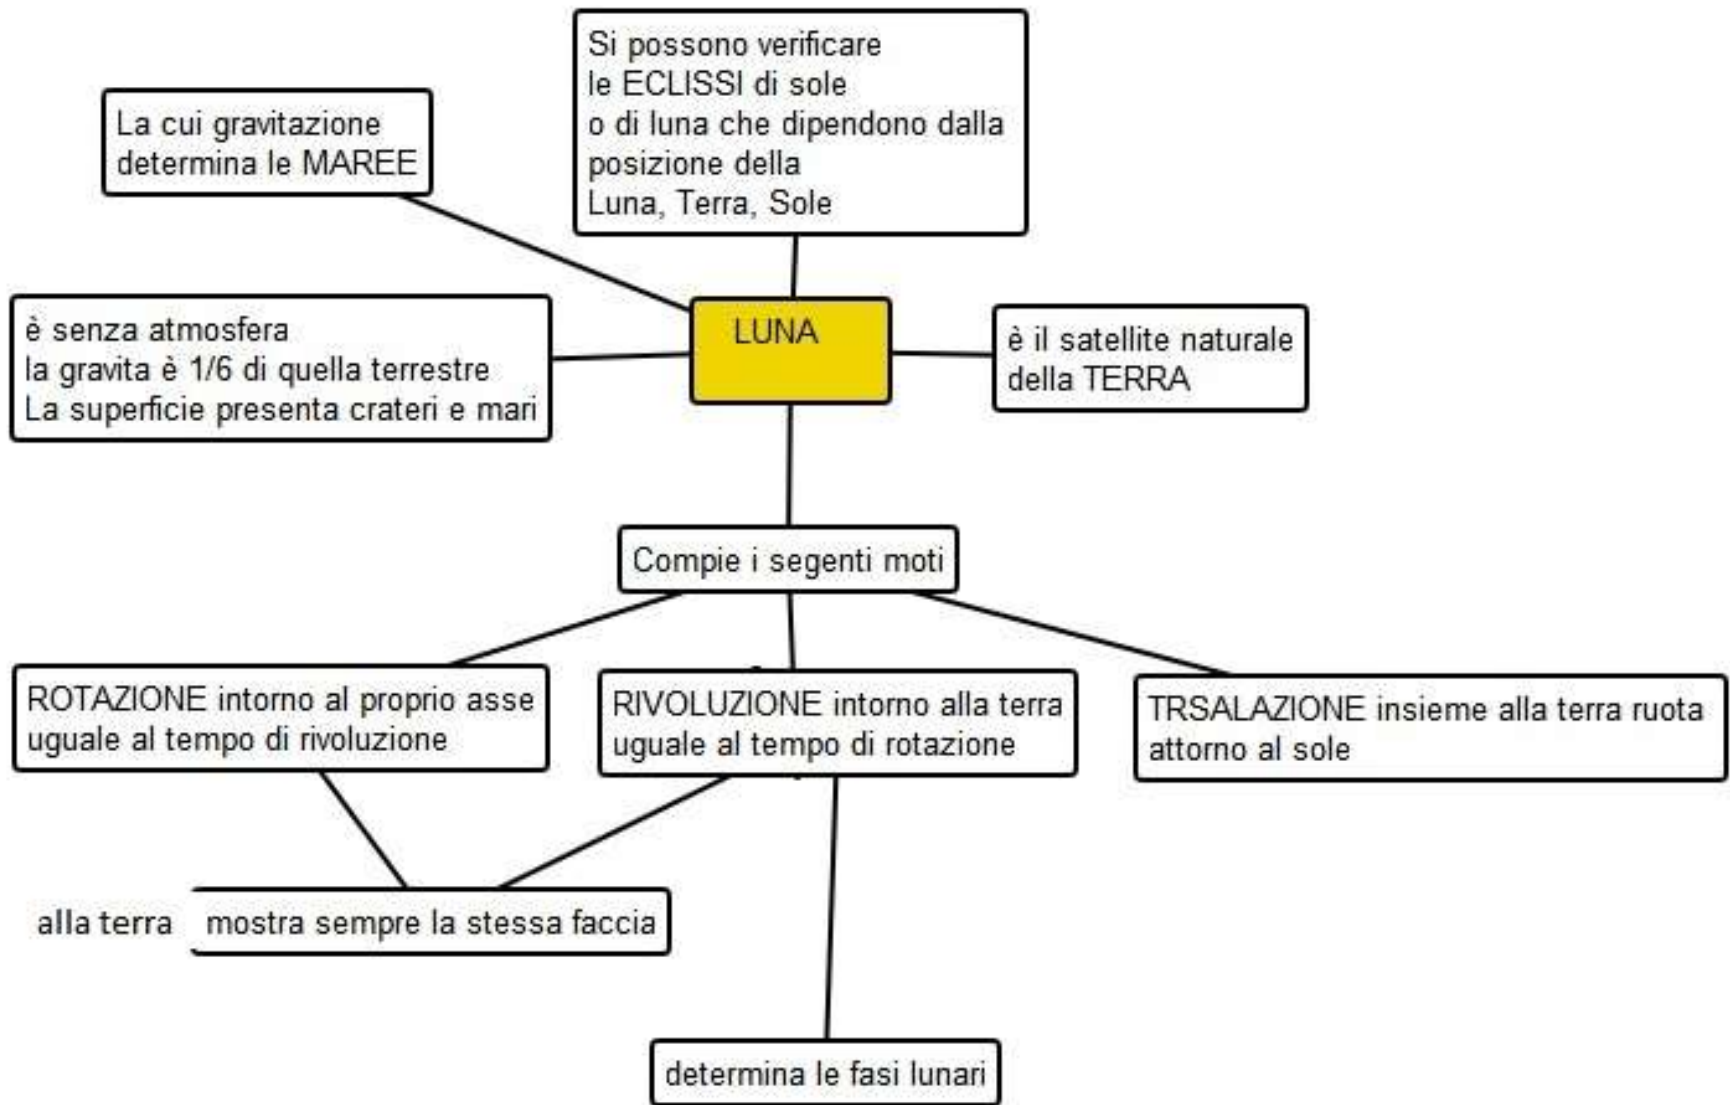 Si possono verificare
le ECLISSI di sole
o di luna che dipendono dalla
posizione della
Luna, Terra, Sole
La cui gravitazione
determina le MAREE
è senza atmosfera
la gravita è 1/6 di quella terrestre
La superficie presenta crateri e mari
LUNA
è il satellite naturale
della TERRA
Compie i segenti moti
ROTAZIONE intorno al proprio asse
uguale al tempo di rivoluzione
RIVOLUZIONE intorno alla terra
uguale al tempo di rotazione
TRSALAZIONE insieme alla terra ruota
attorno al sole
alla terra mostra sempre la stessa faccia
determina le fasi lunari